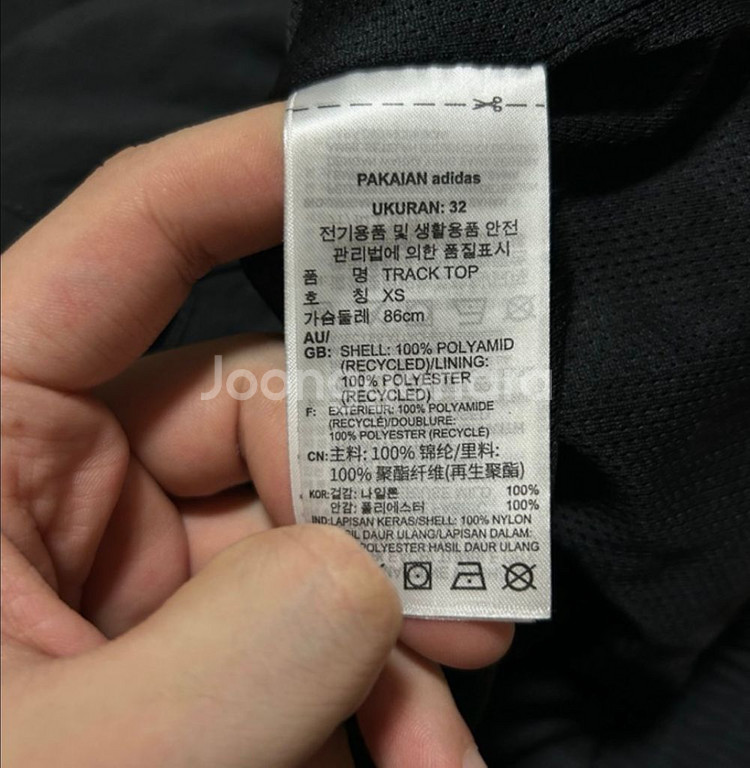 PAKAIAN adidas
UKURAN: 32
전기용품 및 생활용품 안전
관리법에 의한 품질표시
품 명 TRACK TOP
호 칭 XS
가슴둘레 86cm
AU/
GB: SHELL: 100% POLYAMID
(RECYCLED)/LINING:
100% POLYESTER
(RECYCLED)
F: EXTÉRIEUR: 100% POLYAMIDE
(RECYCLÉ)/DOUBLURE:
100% POLYESTER (RECYCLÉ)
CN: 主料: 100% 锦纶/里料:
100% 聚酯纤维(再生聚酯)
KOR: 겉감: 나일론 100%
안감: 폴리에스터 100%
IND: LAPISAN KERAS/SHELL: 100% NYLON
DAUR ULANG/LAPISAN DALAM:
POLYESTER HASIL DAUR ULANG